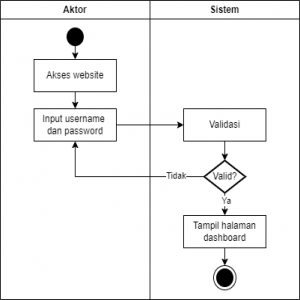 Aktor
Sistem
Akses website
Input username
dan password
Validasi
Tidak
Valid?
Ya
Tampil halaman
dashboard